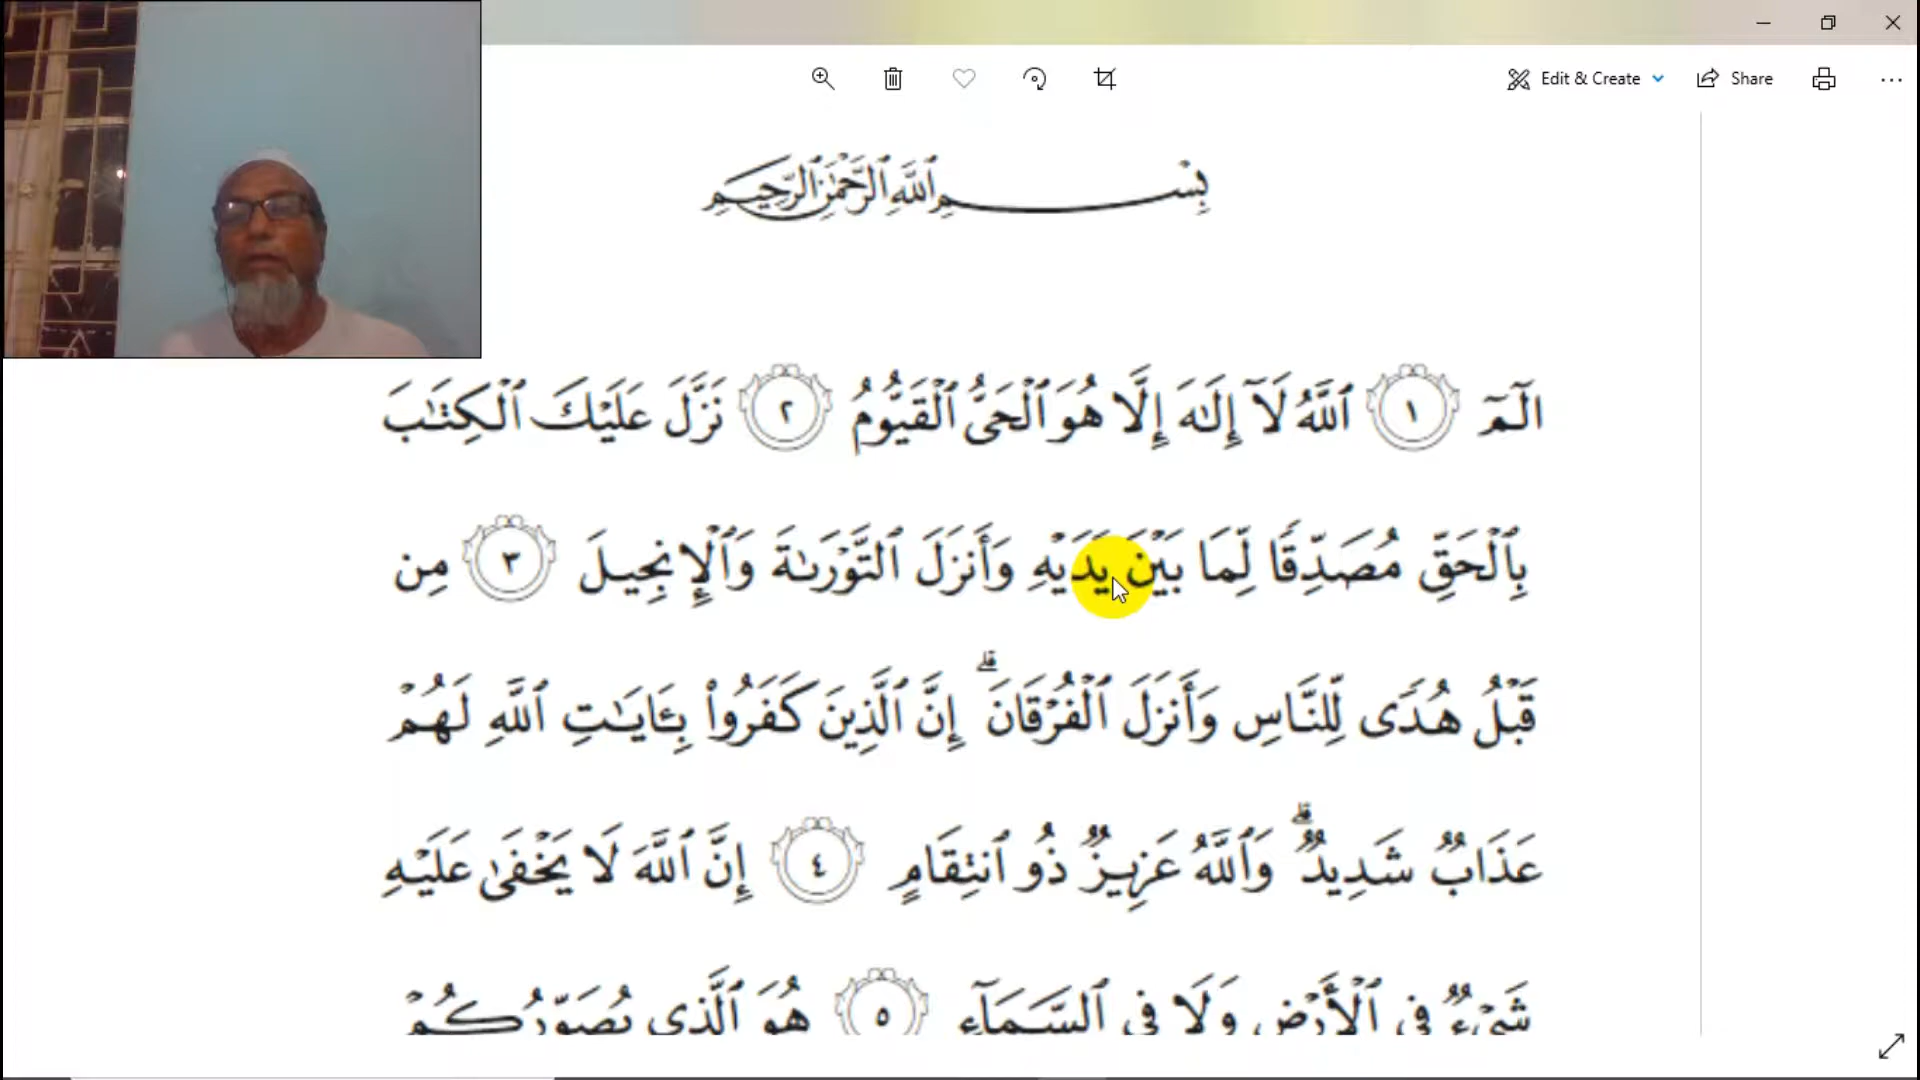 Edit & Create
Share
بِسْمِ ٱللَّهِ ٱلرَّحْمَٰنِ ٱلرَّحِيمِ
الٓمٓ ١ ٱللَّهُ لَآ إِلَٰهَ إِلَّا هُوَ ٱلْحَىُّ ٱلْقَيُّومُ ٢ نَزَّلَ عَلَيْكَ ٱلْكِتَٰبَ
بِٱلْحَقِّ مُصَدِّقًا لِّمَا بَيْنَ يَدَيْهِ وَأَنزَلَ ٱلتَّوْرَىٰةَ وَٱلْإِنجِيلَ ٣ مِن
قَبْلُ هُدًى لِّلنَّاسِ وَأَنزَلَ ٱلْفُرْقَانَ ۗ إِنَّ ٱلَّذِينَ كَفَرُوا۟ بِـَٔايَٰتِ ٱللَّهِ لَهُمْ
عَذَابٌ شَدِيدٌ ۗ وَٱللَّهُ عَزِيزٌ ذُو ٱنتِقَامٍ ٤ إِنَّ ٱللَّهَ لَا يَخْفَىٰ عَلَيْهِ
شَىْءٌ فِى ٱلْأَرْضِ وَلَا فِى ٱلسَّمَآءِ ٥ هُوَ ٱلَّذِى يُصَوِّرُكُمْ